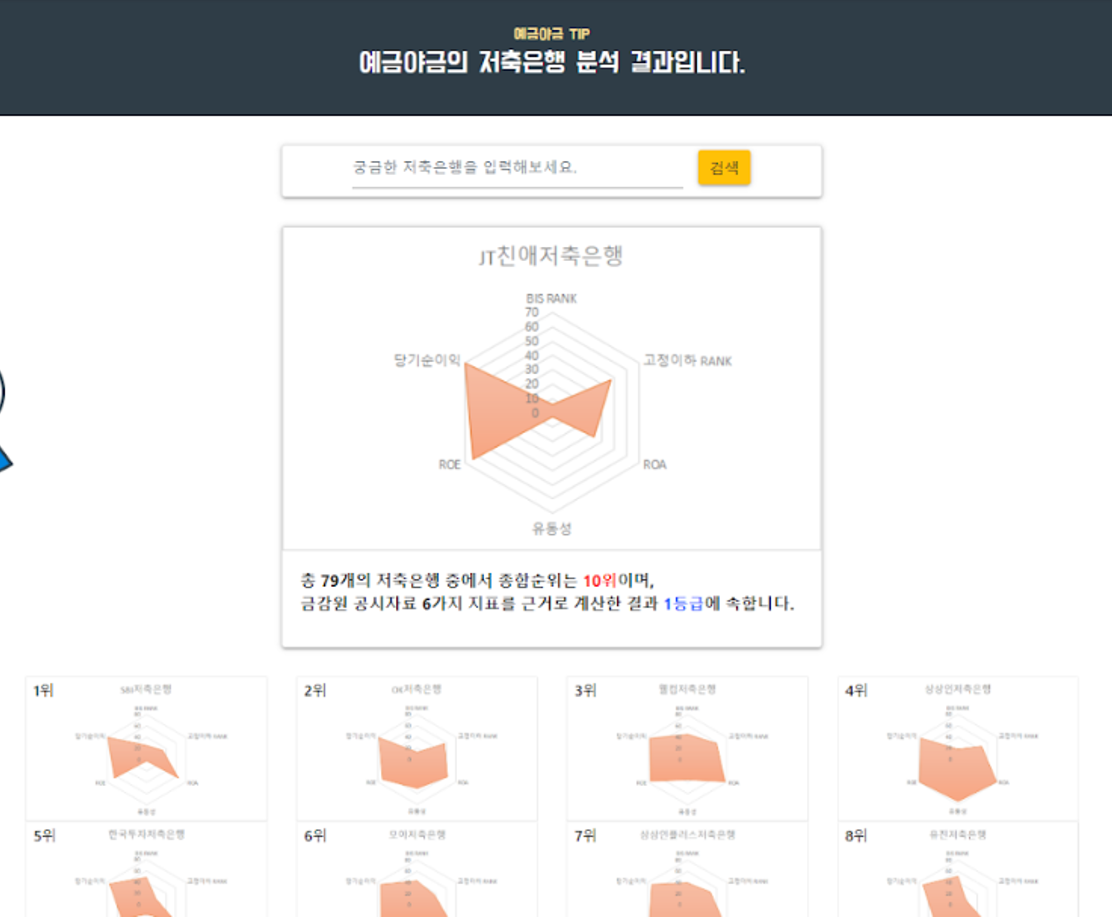 예금야금 TIP
예금야금의 저축은행 분석 결과입니다.
궁금한 저축은행을 입력해보세요.
검색
JT친애저축은행
BIS RANK
70
60
50
40
30
20
10
0
당기순이익
고정이하 RANK
ROE
ROA
유동성
총 79개의 저축은행 중에서 종합순위는 10위이며,
금감원 공시자료 6가지 지표를 근거로 계산한 결과 1등급에 속합니다.
1위 SBI저축은행
BIS RANK
당기순이익 고정이하 RANK
ROE ROA
유동성
2위 OK저축은행
BIS RANK
당기순이익 고정이하 RANK
ROE ROA
유동성
3위 웰컴저축은행
BIS RANK
당기순이익 고정이하 RANK
ROE ROA
유동성
4위 상상인저축은행
BIS RANK
당기순이익 고정이하 RANK
ROE ROA
유동성
5위 한국투자저축은행
BIS RANK
당기순이익 고정이하 RANK
6위 모아저축은행
BIS RANK
당기순이익 고정이하 RANK
7위 상상인플러스저축은행
BIS RANK
당기순이익 고정이하 RANK
8위 유진저축은행
BIS RANK
당기순이익 고정이하 RANK